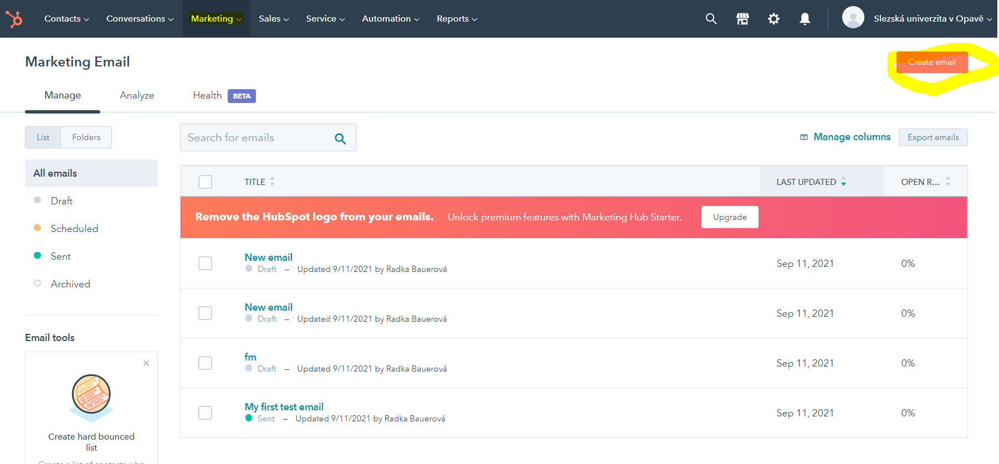 Contacts Conversations Marketing Sales Service Automation Reports Slezská univerzita v Opavě
Marketing Email
Create email
Manage Analyze Health BETA
List Folders
Search for emails
Manage columns Export emails
All emails
Draft
Scheduled
Sent
Archived
Email tools
Create hard bounced
list
Create a list of contacts who
TITLE LAST UPDATED OPEN R...
Remove the HubSpot logo from your emails. Unlock premium features with Marketing Hub Starter. Upgrade
New email
Draft – Updated 9/11/2021 by Radka Bauerová
Sep 11, 2021 0%
New email
Draft – Updated 9/11/2021 by Radka Bauerová
Sep 11, 2021 0%
fm
Draft – Updated 9/11/2021 by Radka Bauerová
Sep 11, 2021 0%
My first test email
Sent – Updated 9/11/2021 by Radka Bauerová
Sep 11, 2021 0%